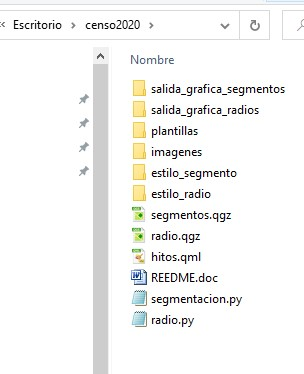 « Escritorio > censo2020 >
Nombre
salida_grafica_segmentos
salida_grafica_radios
plantillas
imagenes
estilo_segmento
estilo_radio
segmentos.qgz
radio.qgz
hitos.qml
REEDME.doc
segmentacion.py
radio.py